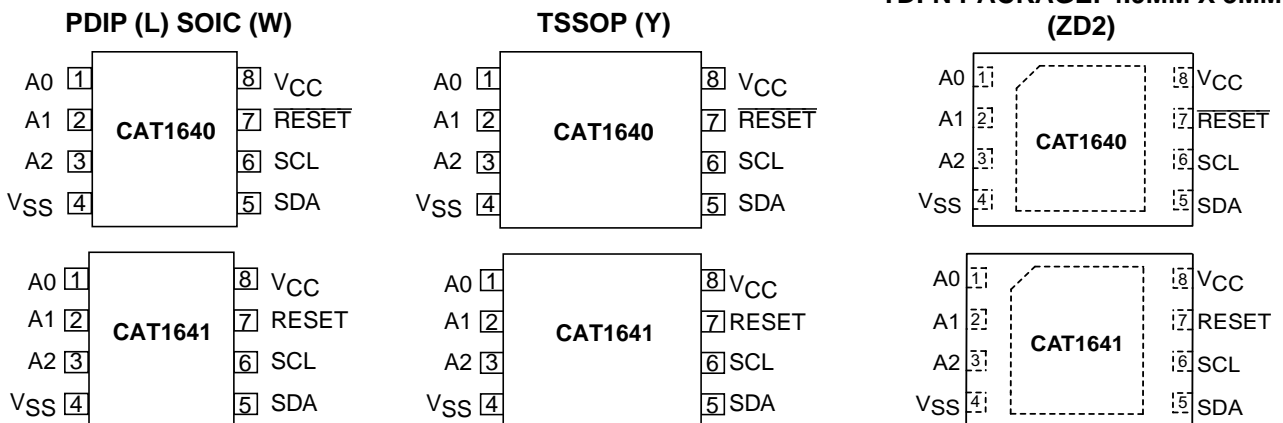 PDIP (L) SOIC (W)
A0 1
A1 2
A2 3
VSS 4
CAT1640
8 VCC
7 RESET
6 SCL
5 SDA
A0 1
A1 2
A2 3
VSS 4
CAT1641
8 VCC
7 RESET
6 SCL
5 SDA
TSSOP (Y)
A0 1
A1 2
A2 3
VSS 4
CAT1640
8 VCC
7 RESET
6 SCL
5 SDA
A0 1
A1 2
A2 3
VSS 4
CAT1641
8 VCC
7 RESET
6 SCL
5 SDA
(ZD2)
A0 1
A1 2
A2 3
VSS 4
CAT1640
8 VCC
7 RESET
6 SCL
5 SDA
A0 1
A1 2
A2 3
VSS 4
CAT1641
8 VCC
7 RESET
6 SCL
5 SDA